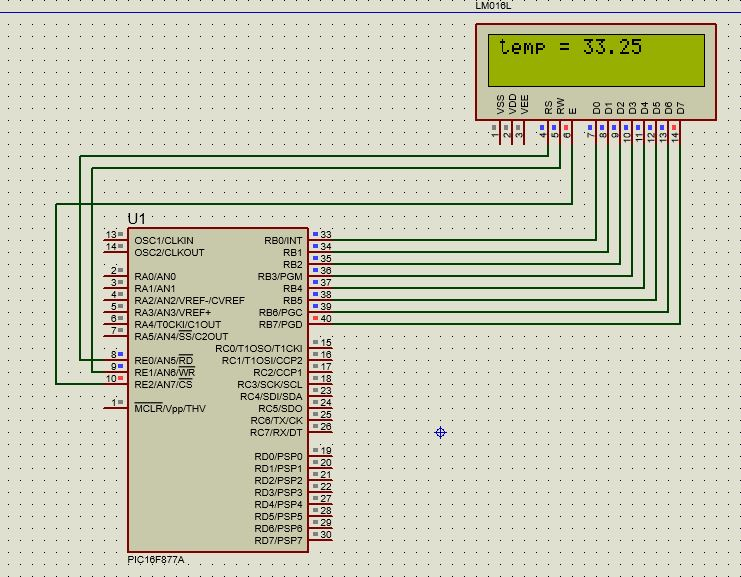 LM016L
temp = 33.25
VSS VDD VEE RS RW E D0 D1 D2 D3 D4 D5 D6 D7
1 2 3 4 5 6 7 8 9 10 11 12 13 14
U1
13 OSC1/CLKIN RB0/INT 33
14 OSC2/CLKOUT RB1 34
RB2 35
2 RA0/AN0 RB3/PGM 36
3 RA1/AN1 RB4 37
4 RA2/AN2/VREF-/CVREF RB5 38
5 RA3/AN3/VREF+ RB6/PGC 39
6 RA4/T0CKI/C1OUT RB7/PGD 40
7 RA5/AN4/SS/C2OUT
RC0/T1OSO/T1CKI 15
8 RE0/AN5/RD RC1/T1OSI/CCP2 16
9 RE1/AN6/WR RC2/CCP1 17
10 RE2/AN7/CS RC3/SCK/SCL 18
RC4/SDI/SDA 23
1 MCLR/Vpp/THV RC5/SDO 24
RC6/TX/CK 25
RC7/RX/DT 26
RD0/PSP0 19
RD1/PSP1 20
RD2/PSP2 21
RD3/PSP3 22
RD4/PSP4 27
RD5/PSP5 28
RD6/PSP6 29
RD7/PSP7 30
PIC16F877A